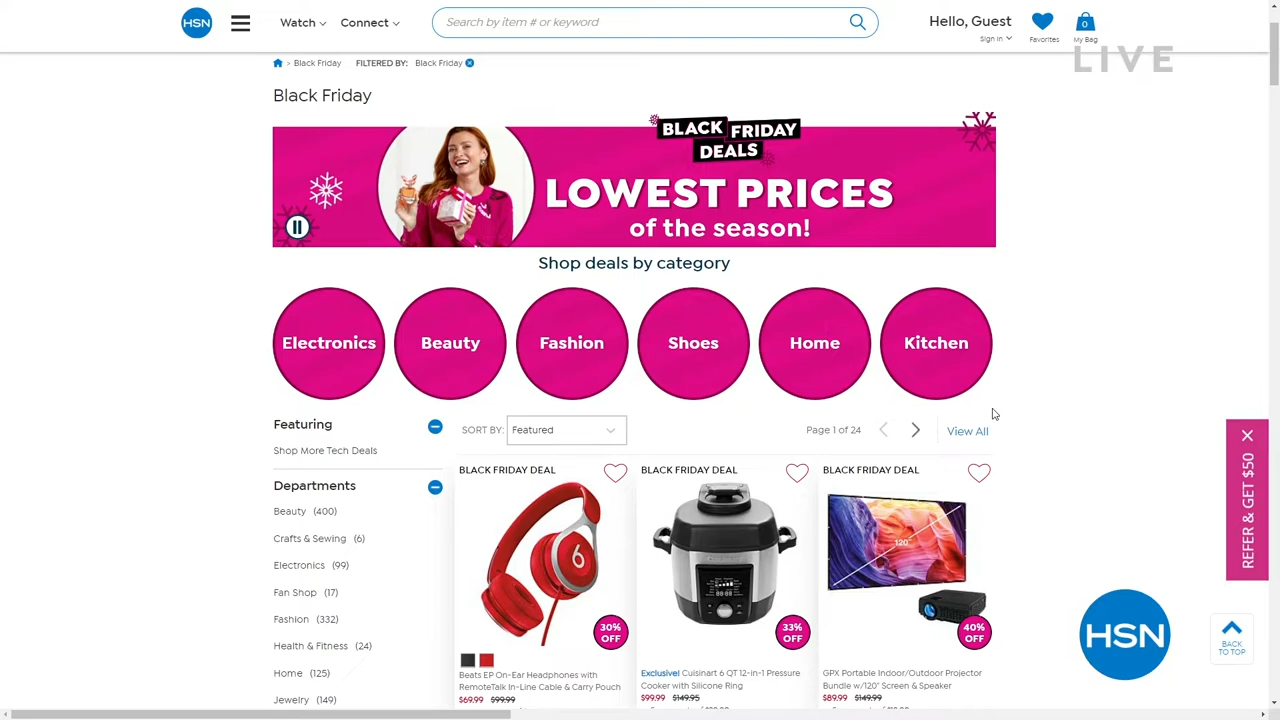 HSN
Watch
Connect
Search by item # or keyword
Hello, Guest
Sign In
Favorites
0
My Bag
LIVE
> Black Friday
FILTERED BY: Black Friday
Black Friday
BLACK FRIDAY
DEALS
LOWEST PRICES
of the season!
Shop deals by category
Electronics
Beauty
Fashion
Shoes
Home
Kitchen
Featuring
Shop More Tech Deals
Departments
Beauty (400)
Crafts & Sewing (6)
Electronics (99)
Fan Shop (17)
Fashion (332)
Health & Fitness (24)
Home (125)
Jewelry (149)
SORT BY: Featured
Page 1 of 24
View All
BLACK FRIDAY DEAL
30%
OFF
Beats EP On-Ear Headphones with
RemoteTalk In-Line Cable & Carry Pouch
$69.99 $99.99
BLACK FRIDAY DEAL
33%
OFF
Exclusive! Cuisinart 6 QT 12-in-1 Pressure
Cooker with Silicone Ring
$99.99 $149.95
BLACK FRIDAY DEAL
120"
40%
OFF
GPX Portable Indoor/Outdoor Projector
Bundle w/120" Screen & Speaker
$89.99 $149.99
REFER & GET $50
HSN
BACK
TO TOP